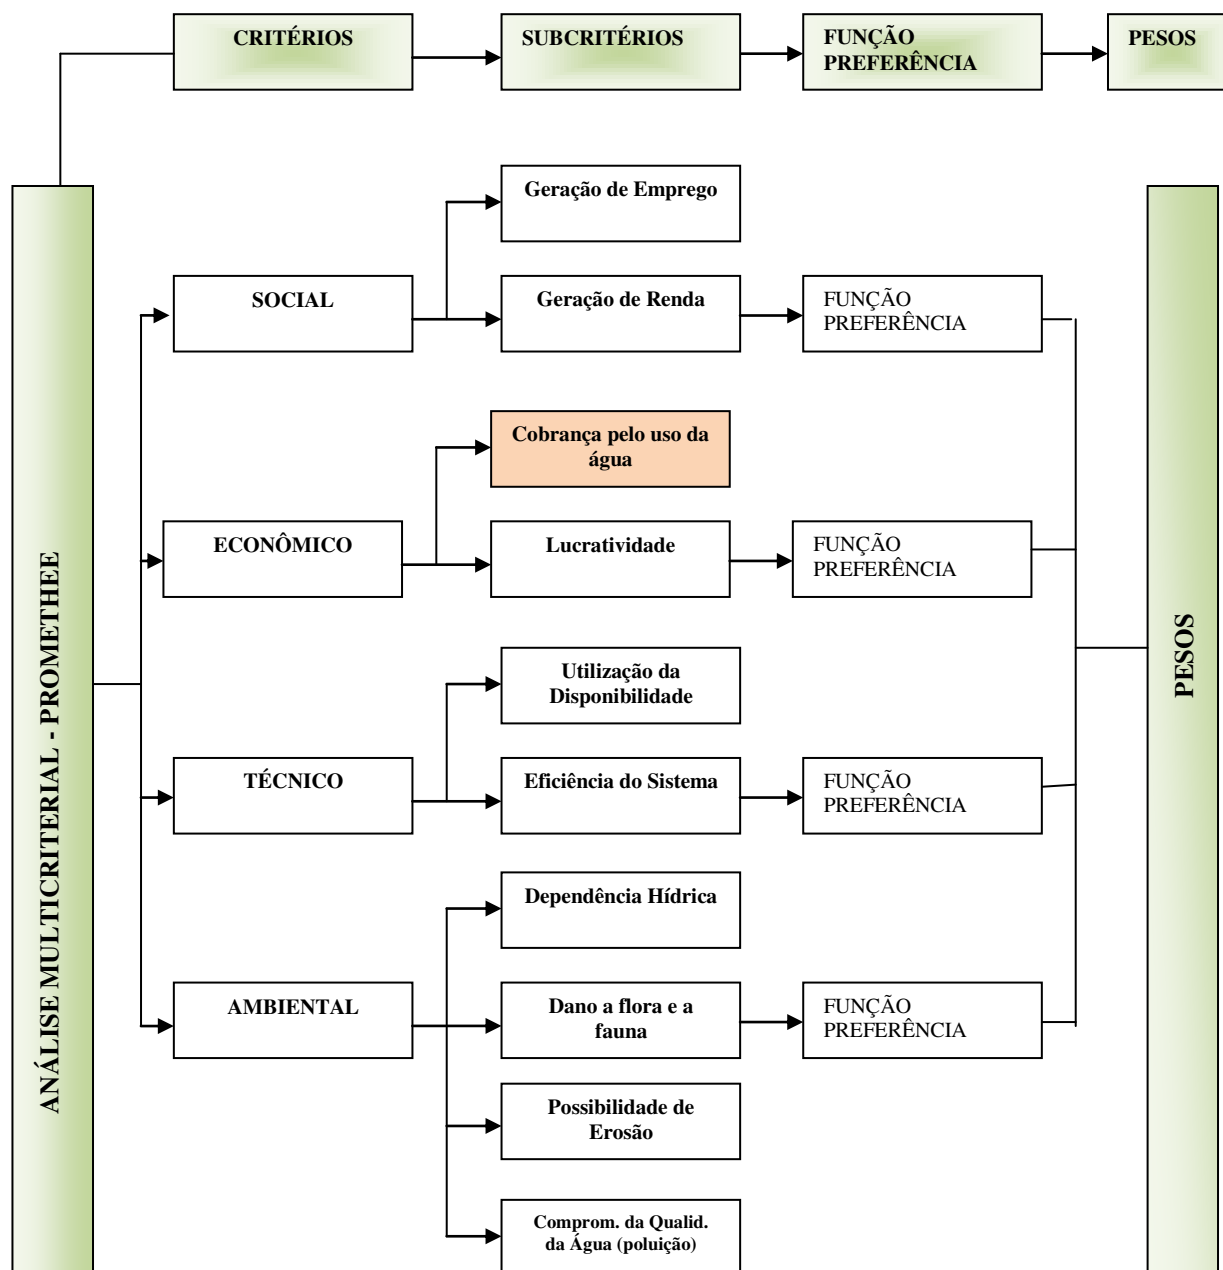 CRITÉRIOS
SUBCRITÉRIOS
FUNÇÃO
PREFERÊNCIA
PESOS
ANÁLISE MULTICRITERIAL - PROMETHEE
SOCIAL
Geração de Emprego
Geração de Renda
FUNÇÃO
PREFERÊNCIA
ECONÔMICO
Cobrança pelo uso da
água
Lucratividade
FUNÇÃO
PREFERÊNCIA
TÉCNICO
Utilização da
Disponibilidade
Eficiência do Sistema
FUNÇÃO
PREFERÊNCIA
AMBIENTAL
Dependência Hídrica
Dano a flora e a
fauna
FUNÇÃO
PREFERÊNCIA
Possibilidade de
Erosão
Comprom. da Qualid.
da Água (poluição)
PESOS